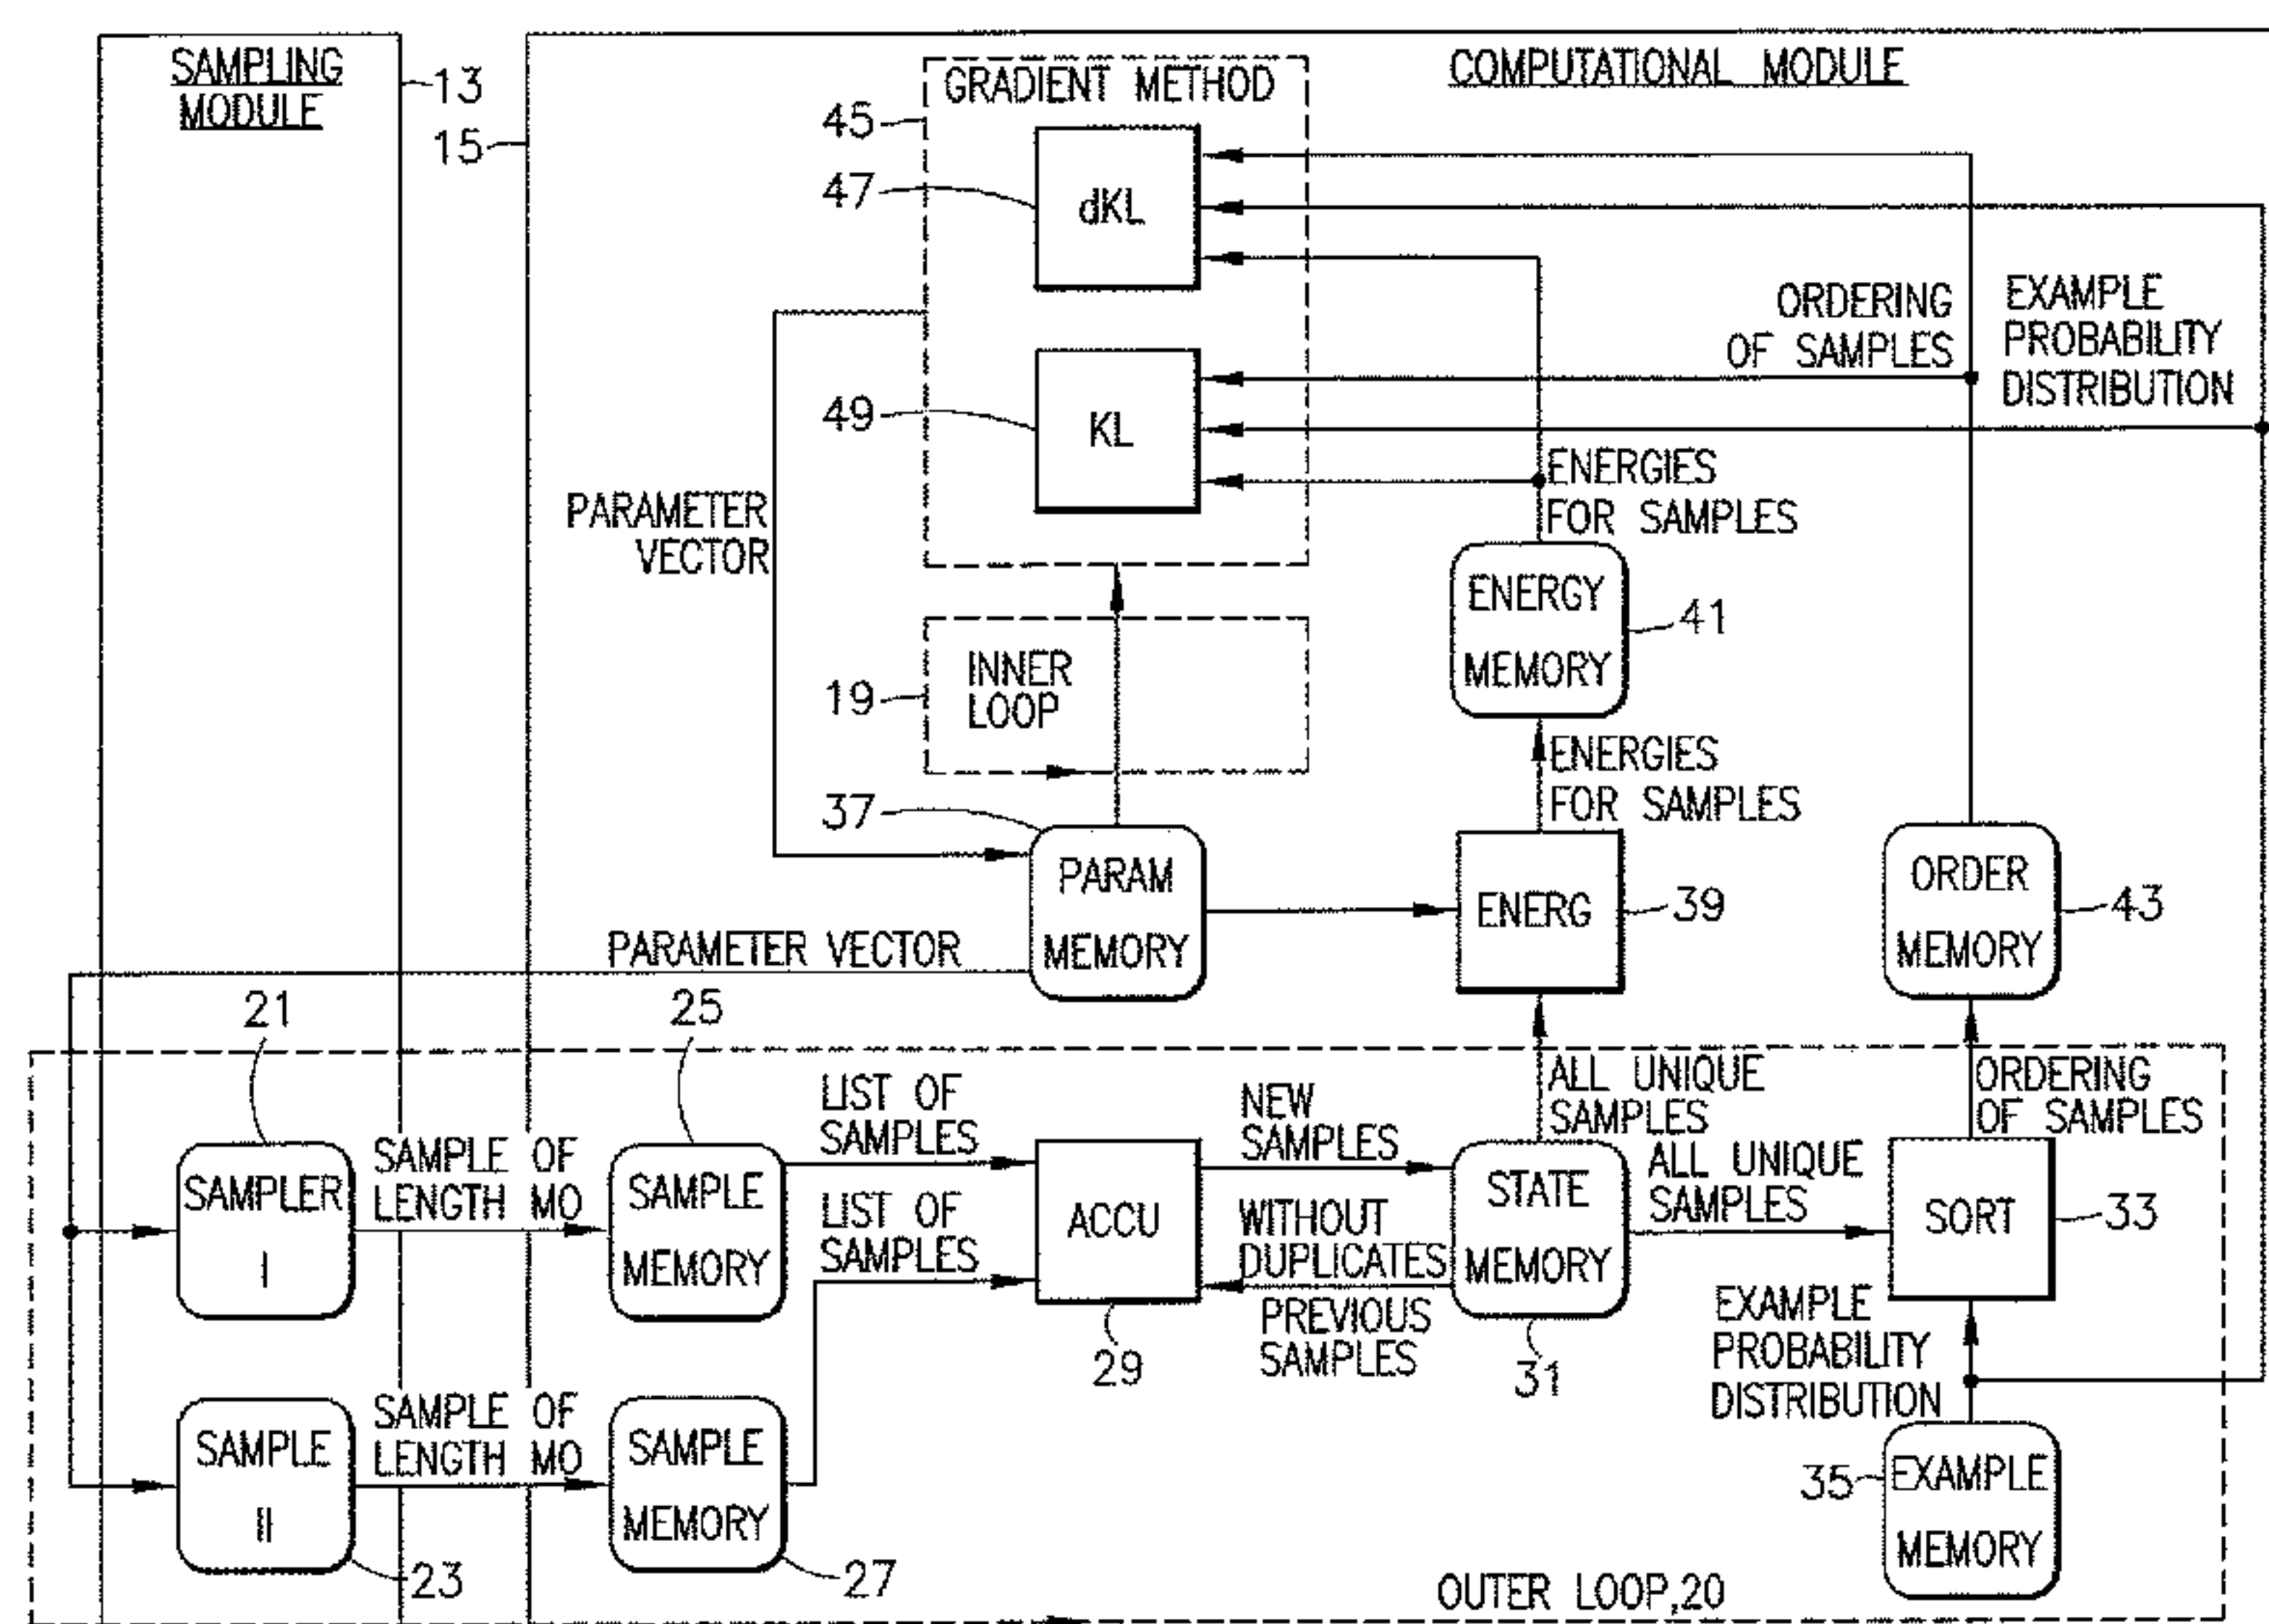 SAMPLING
MODULE
13
15
COMPUTATIONAL MODULE
GRADIENT METHOD
45
47
dKL
49
KL
ORDERING
OF SAMPLES
EXAMPLE
PROBABILITY
DISTRIBUTION
PARAMETER
VECTOR
ENERGIES
FOR SAMPLES
ENERGY
MEMORY
41
19
INNER
LOOP
ENERGIES
FOR SAMPLES
37
PARAM
MEMORY
ENERG
39
ORDER
MEMORY
43
PARAMETER VECTOR
21
25
SAMPLER
I
SAMPLE OF
LENGTH MO
SAMPLE
MEMORY
LIST OF
SAMPLES
LIST OF
SAMPLES
ACCU
29
NEW
SAMPLES
WITHOUT
DUPLICATES
PREVIOUS
SAMPLES
STATE
MEMORY
31
ALL UNIQUE
SAMPLES
ALL UNIQUE
SAMPLES
ORDERING
OF SAMPLES
SORT
33
EXAMPLE
PROBABILITY
DISTRIBUTION
SAMPLE
II
23
SAMPLE OF
LENGTH MO
SAMPLE
MEMORY
27
35
EXAMPLE
MEMORY
OUTER LOOP,20